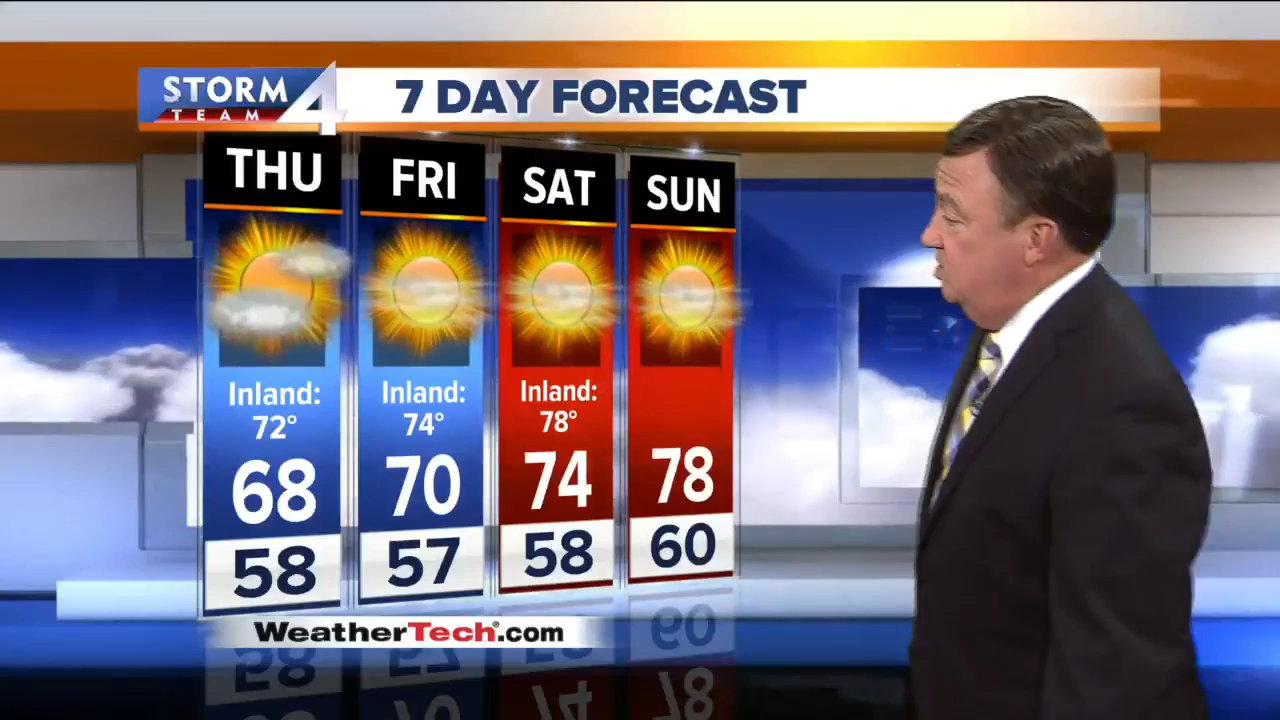 STORM
TEAM 4
7 DAY FORECAST
THU
FRI
SAT
SUN
Inland:
72°
Inland:
74°
Inland:
78°
68
70
74
78
58
57
58
60
WeatherTech®.com